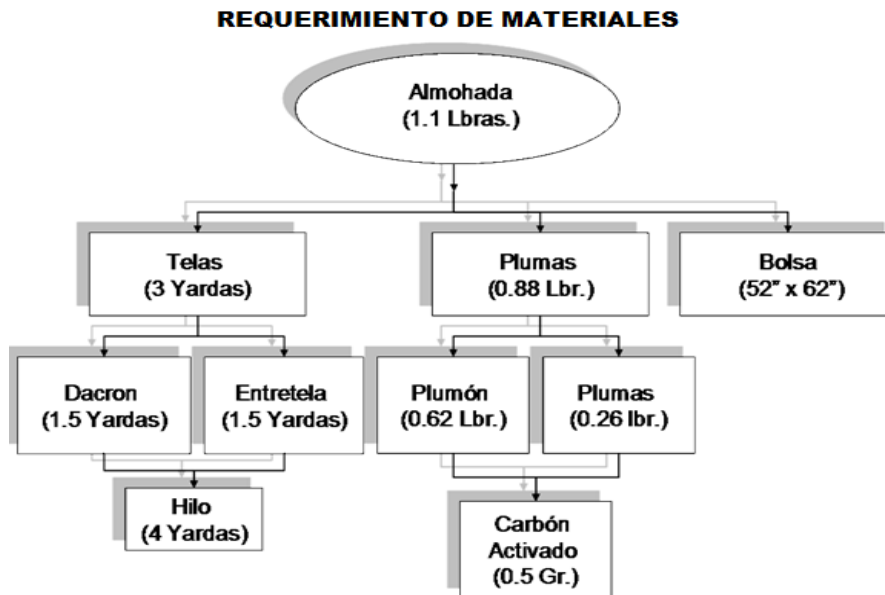 REQUERIMIENTO DE MATERIALES
Almohada
(1.1 Lbras.)
Telas
(3 Yardas)
Plumas
(0.88 Lbr.)
Bolsa
(52” x 62”)
Dacron
(1.5 Yardas)
Entretela
(1.5 Yardas)
Plumón
(0.62 Lbr.)
Plumas
(0.26 lbr.)
Hilo
(4 Yardas)
Carbón
Activado
(0.5 Gr.)